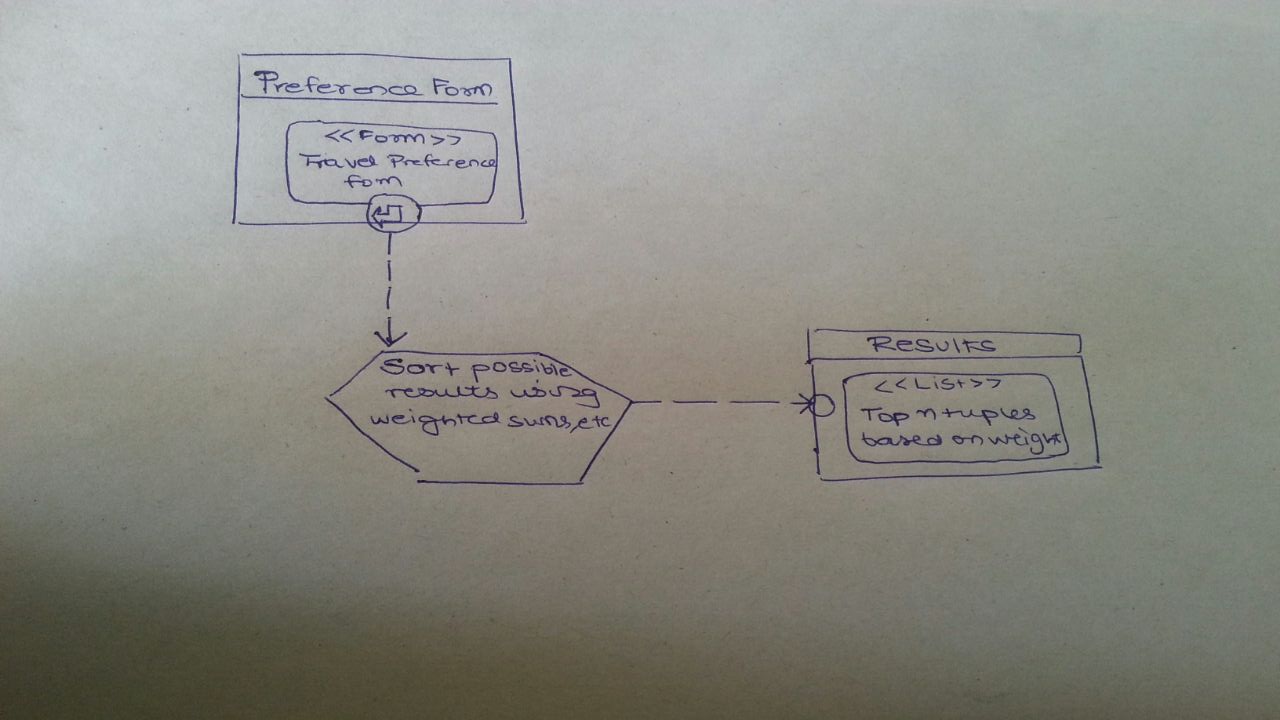 Preference Form
<<Form>>
Travel Preference
form
Sort possible
results using
weighted sums, etc
Results
<<List>>
Top n tuples
based on weight